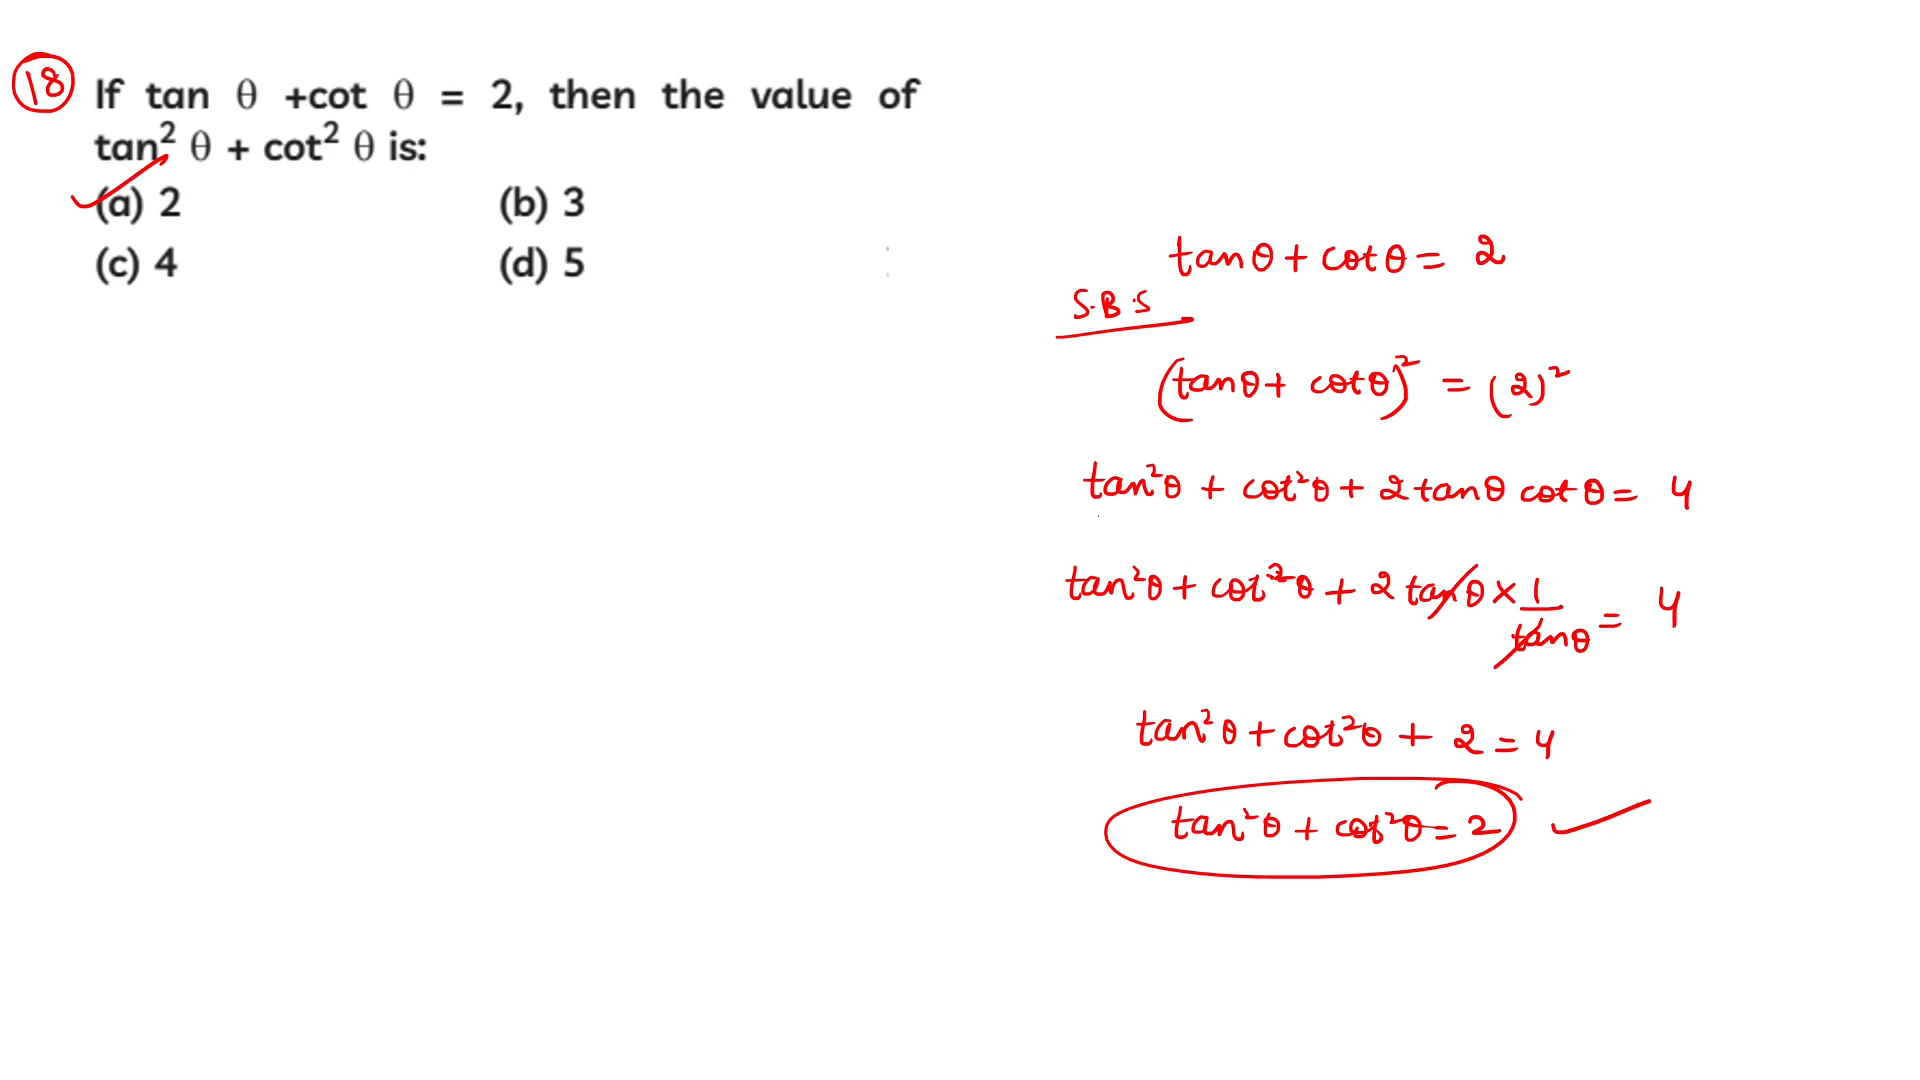 18 If tan θ +cot θ = 2, then the value of
tan² θ + cot² θ is:
(a) 2 (b) 3
(c) 4 (d) 5
tanθ + cotθ = 2
S.B.S
(tanθ + cotθ)² = (2)²
tan²θ + cot²θ + 2 tanθ cotθ = 4
tan²θ + cot²θ + 2 tanθ × 1/tanθ = 4
tan²θ + cot²θ + 2 = 4
tan²θ + cot²θ = 2